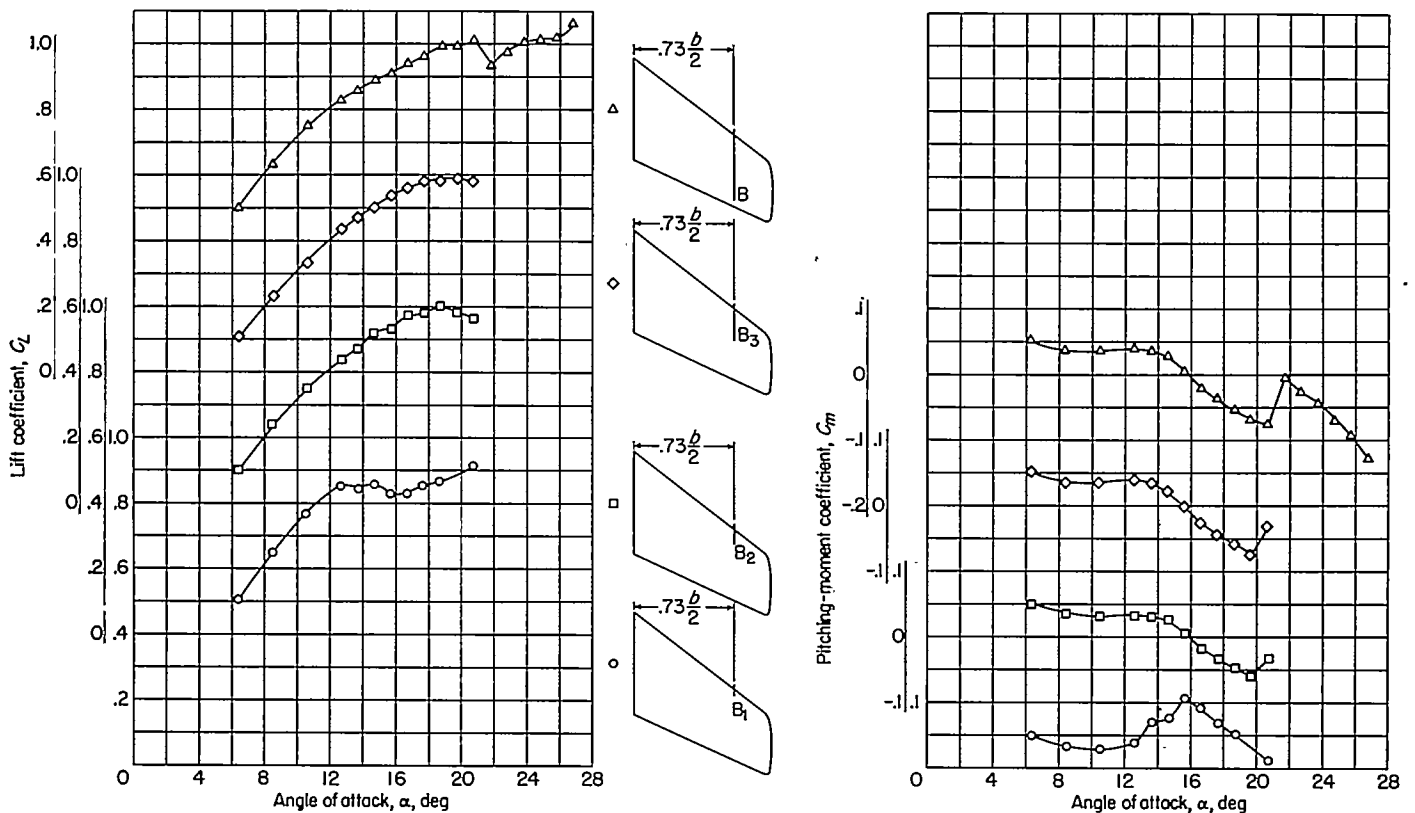 Lift coefficient, C_L
1.0
.8
.6 1.0
.4 .8
.2 .6 1.0
0 .4 .8
.2 .6 1.0
0 .4 .8
.2 .6
0 .4
.2
0 4 8 12 16 20 24 28
Angle of attack, α, deg
.73 b/2
B
.73 b/2
B3
.73 b/2
B2
.73 b/2
B1
Pitching-moment coefficient, C_m
.1
0
-.1 .1
-.2 0
-.1 .1
0
-.1 .1
0 4 8 12 16 20 24 28
Angle of attack, α, deg